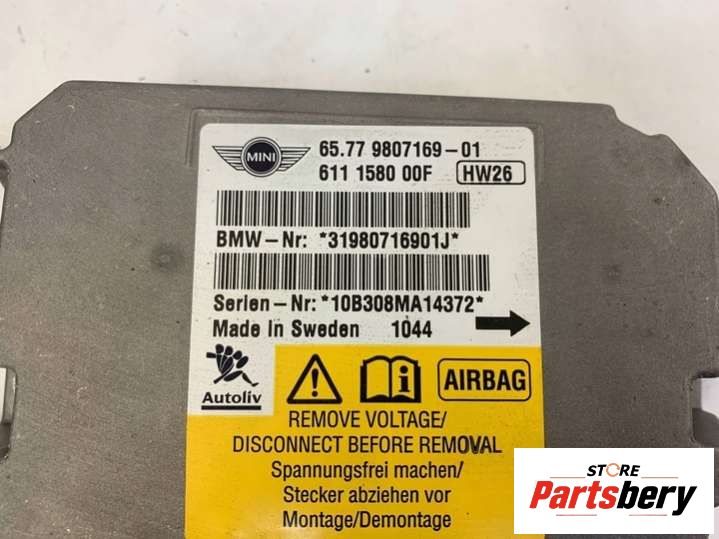 MINI
65.77 9807169-01
611 1580 00F HW26
BMW-Nr: *31980716901J*
Serien-Nr: *10B308MA14372*
Made In Sweden 1044
Autoliv
AIRBAG
REMOVE VOLTAGE/
DISCONNECT BEFORE REMOVAL
Spannungsfrei machen/
Stecker abziehen vor
Montage/Demontage
STORE
Partsbery